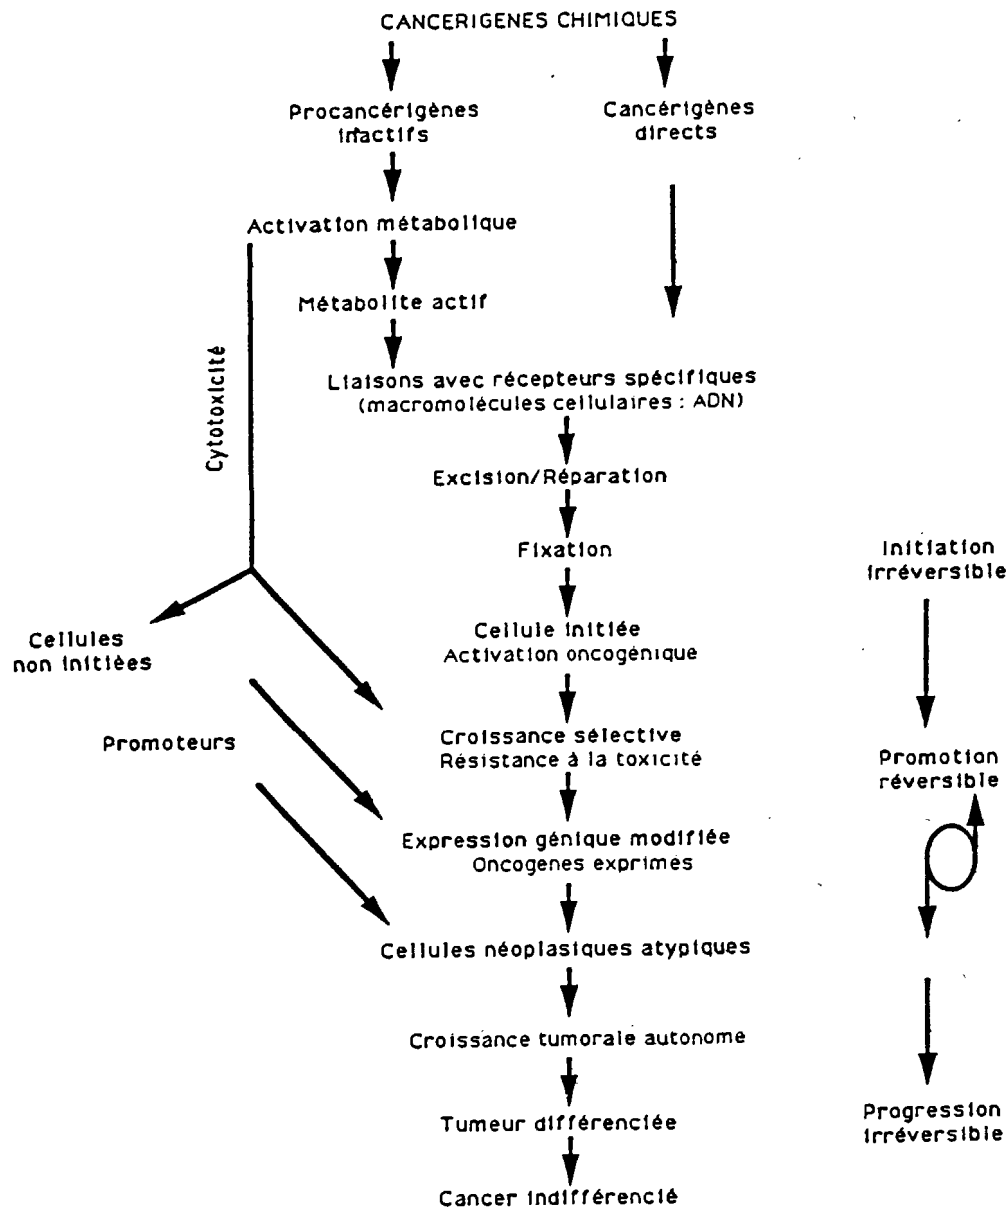 CANCERIGENES CHIMIQUES
Procancérigènes
inactifs
Cancérigènes
directs
Activation métabolique
Métabolite actif
Cytotoxicité
Liaisons avec récepteurs spécifiques
(macromolécules cellulaires : ADN)
Excision/Réparation
Fixation
Initiation
irréversible
Cellules
non initiées
Cellule initiée
Activation oncogénique
Promoteurs
Croissance sélective
Résistance à la toxicité
Promotion
réversible
Expression génique modifiée
Oncogenes exprimés
Cellules néoplasiques atypiques
Croissance tumorale autonome
Tumeur différenciée
Progression
irréversible
Cancer indifférencié